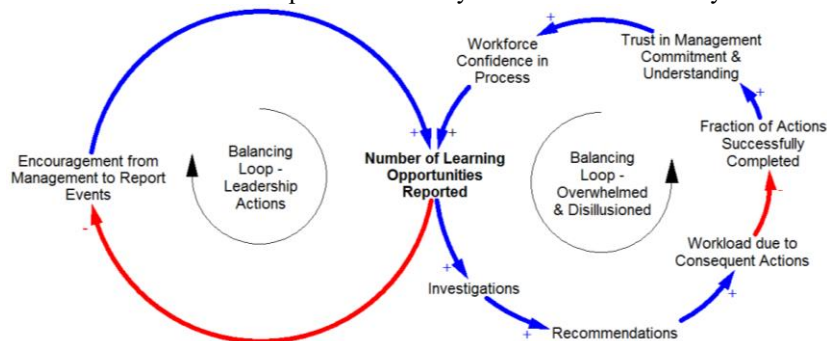 Workforce
Confidence in
Process
Trust in Management
Commitment &
Understanding
Fraction of Actions
Successfully
Completed
Encouragement from
Management to Report
Events
Balancing
Loop -
Leadership
Actions
Number of Learning
Opportunities
Reported
Balancing
Loop -
Overwhelmed
& Disillusioned
Workload due to
Consequent Actions
Investigations
Recommendations
+
+
+
+
-
-
+
+
+